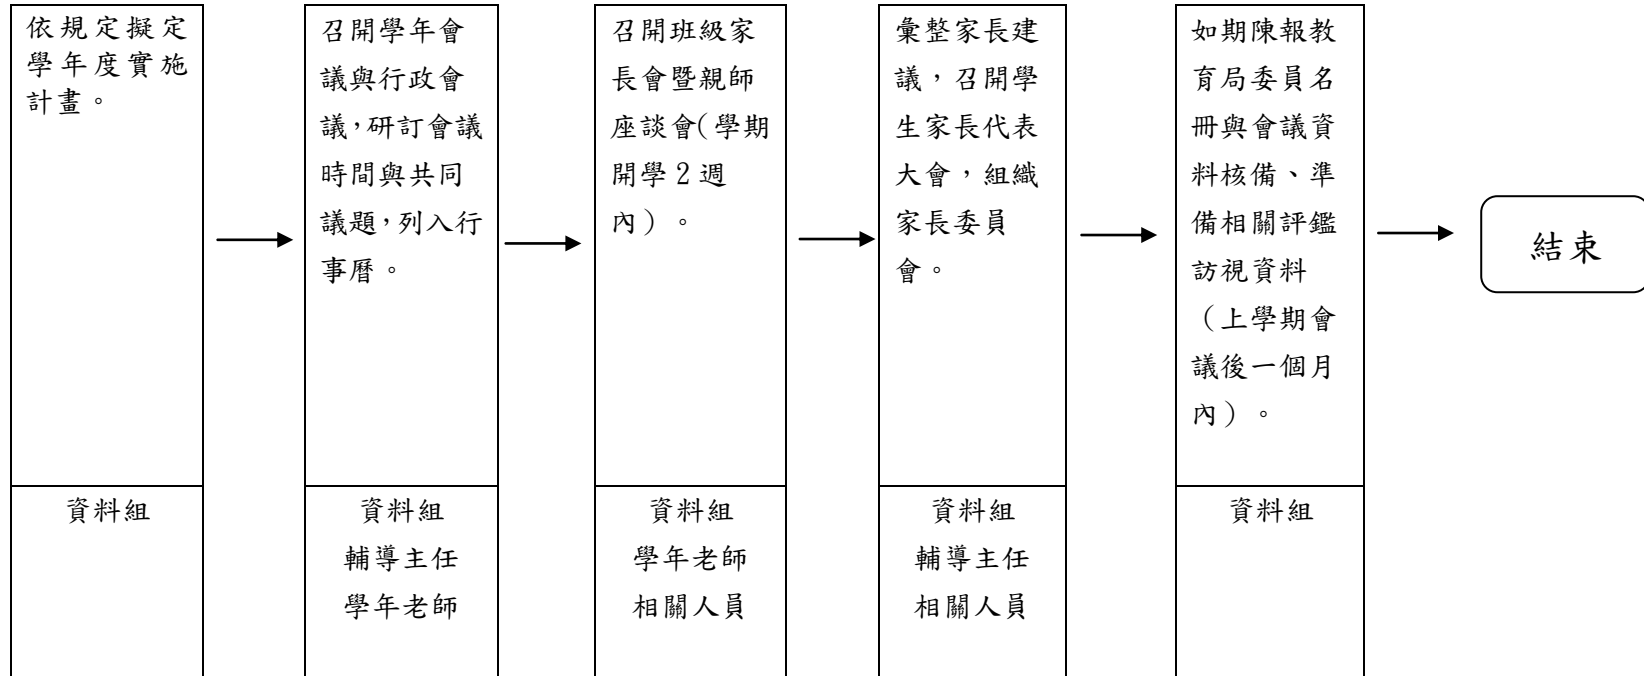 依規定擬定
學年度實施
計畫。
資料組
召開學年會
議與行政會
議，研訂會議
時間與共同
議題，列入行
事曆。
資料組
輔導主任
學年老師
召開班級家
長會暨親師
座談會（學期
開學 2 週
內）。
資料組
學年老師
相關人員
彙整家長建
議，召開學
生家長代表
大會，組織
家長委員
會。
資料組
輔導主任
相關人員
如期陳報教
育局委員名
冊與會議資
料核備、準
備相關評鑑
訪視資料
（上學期會
議後一個月
內）。
資料組
結束